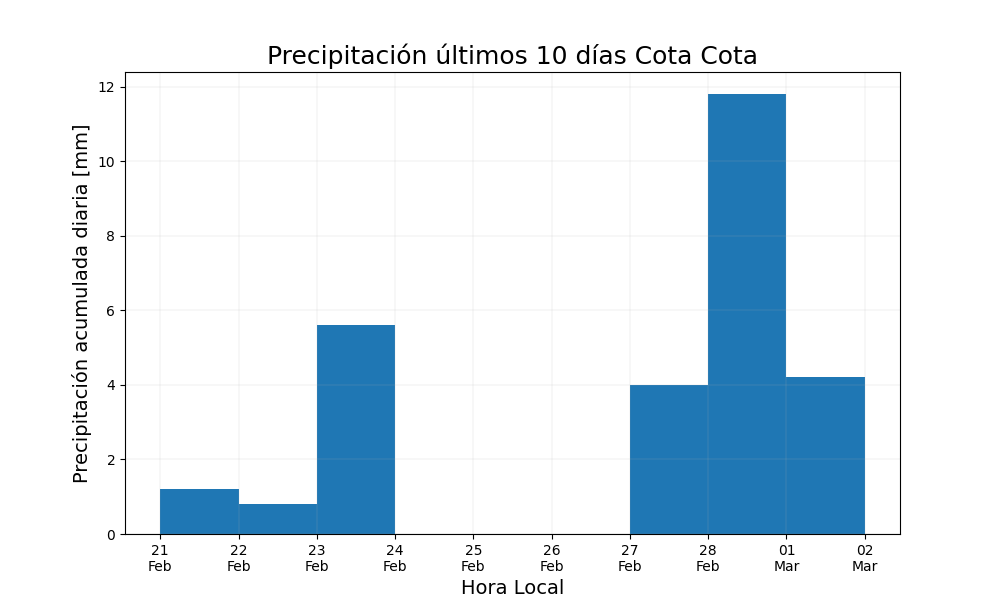 Precipitación últimos 10 días Cota Cota
Precipitación acumulada diaria [mm]
12
10
8
6
4
2
0
21 22 23 24 25 26 27 28 01 02
Feb Feb Feb Feb Feb Feb Feb Feb Mar Mar
Hora Local